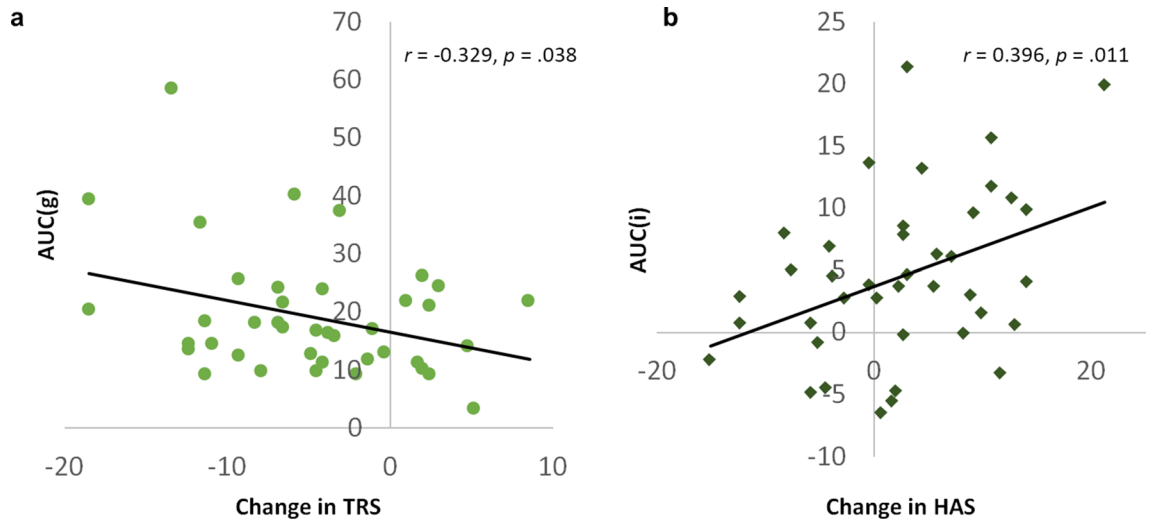 a
70
60
50
40
30
20
10
0
r = -0.329, p = .038
AUC(g)
-20 -10 0 10
Change in TRS
b
25
20
15
10
5
0
-5
-10
r = 0.396, p = .011
AUC(i)
-20 0 20
Change in HAS